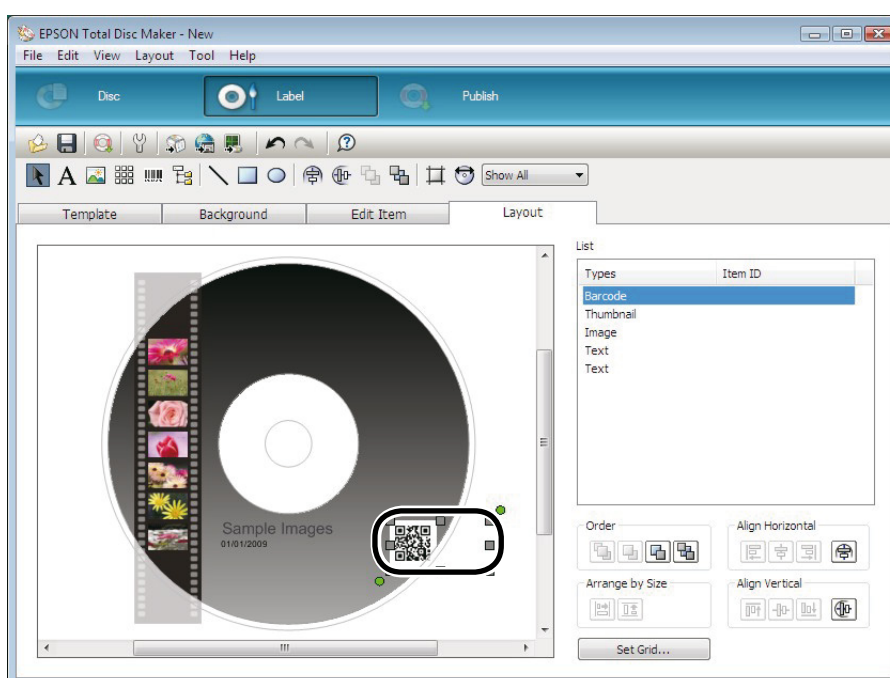 EPSON Total Disc Maker - New
File Edit View Layout Tool Help
Disc Label Publish
A Show All
Template Background Edit Item Layout
List
Types Item ID
Barcode
Thumbnail
Image
Text
Text
Sample Images
01/01/2009
Order Align Horizontal
Arrange by Size Align Vertical
Set Grid...